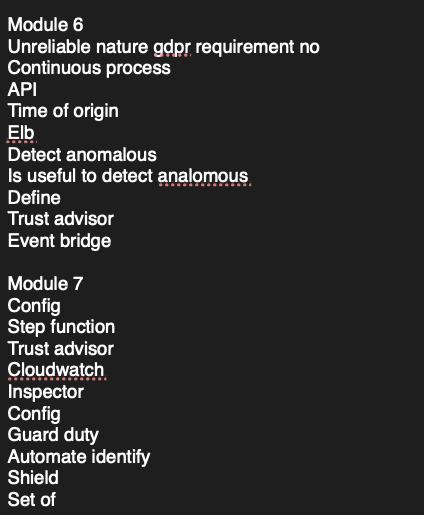 Module 6
Unreliable nature gdpr requirement no
Continuous process
API
Time of origin
Elb
Detect anomalous
Is useful to detect analomous
Define
Trust advisor
Event bridge

Module 7
Config
Step function
Trust advisor
Cloudwatch
Inspector
Config
Guard duty
Automate identify
Shield
Set of